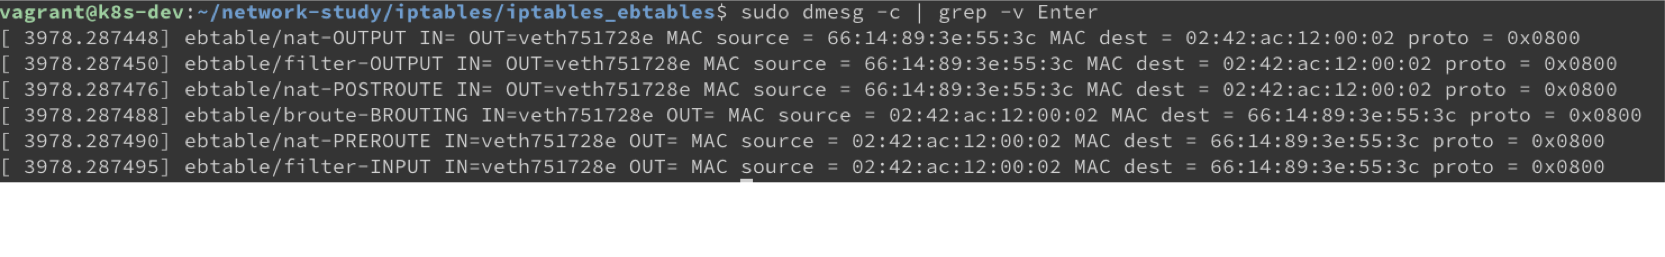 vagrant@k8s-dev:~/network-study/iptables/iptables_ebtables$ sudo dmesg -c | grep -v Enter
[ 3978.287448] ebtable/nat-OUTPUT IN= OUT=veth751728e MAC source = 66:14:89:3e:55:3c MAC dest = 02:42:ac:12:00:02 proto = 0x0800
[ 3978.287450] ebtable/filter-OUTPUT IN= OUT=veth751728e MAC source = 66:14:89:3e:55:3c MAC dest = 02:42:ac:12:00:02 proto = 0x0800
[ 3978.287476] ebtable/nat-POSTROUTE IN= OUT=veth751728e MAC source = 66:14:89:3e:55:3c MAC dest = 02:42:ac:12:00:02 proto = 0x0800
[ 3978.287488] ebtable/broute-BROUTING IN=veth751728e OUT= MAC source = 02:42:ac:12:00:02 MAC dest = 66:14:89:3e:55:3c proto = 0x0800
[ 3978.287490] ebtable/nat-PREROUTE IN=veth751728e OUT= MAC source = 02:42:ac:12:00:02 MAC dest = 66:14:89:3e:55:3c proto = 0x0800
[ 3978.287495] ebtable/filter-INPUT IN=veth751728e OUT= MAC source = 02:42:ac:12:00:02 MAC dest = 66:14:89:3e:55:3c proto = 0x0800